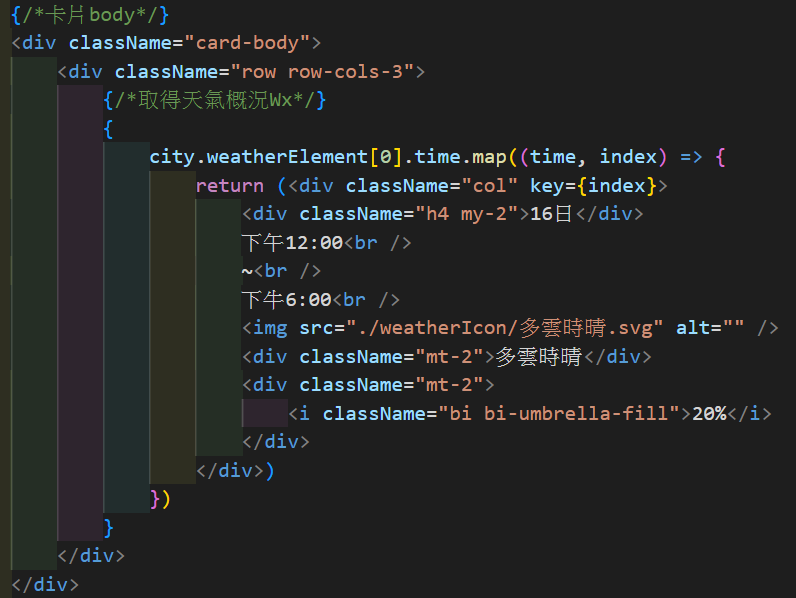 {/*卡片body*/}
<div className="card-body">
<div className="row row-cols-3">
{/*取得天氣概況Wx*/}
{
city.weatherElement[0].time.map((time, index) => {
return (<div className="col" key={index}>
<div className="h4 my-2">16日</div>
下午12:00<br />
~<br />
下午6:00<br />
<img src="./weatherIcon/多雲時晴.svg" alt="" />
<div className="mt-2">多雲時晴</div>
<div className="mt-2">
<i className="bi bi-umbrella-fill">20%</i>
</div>
</div>)
})
}
</div>
</div>